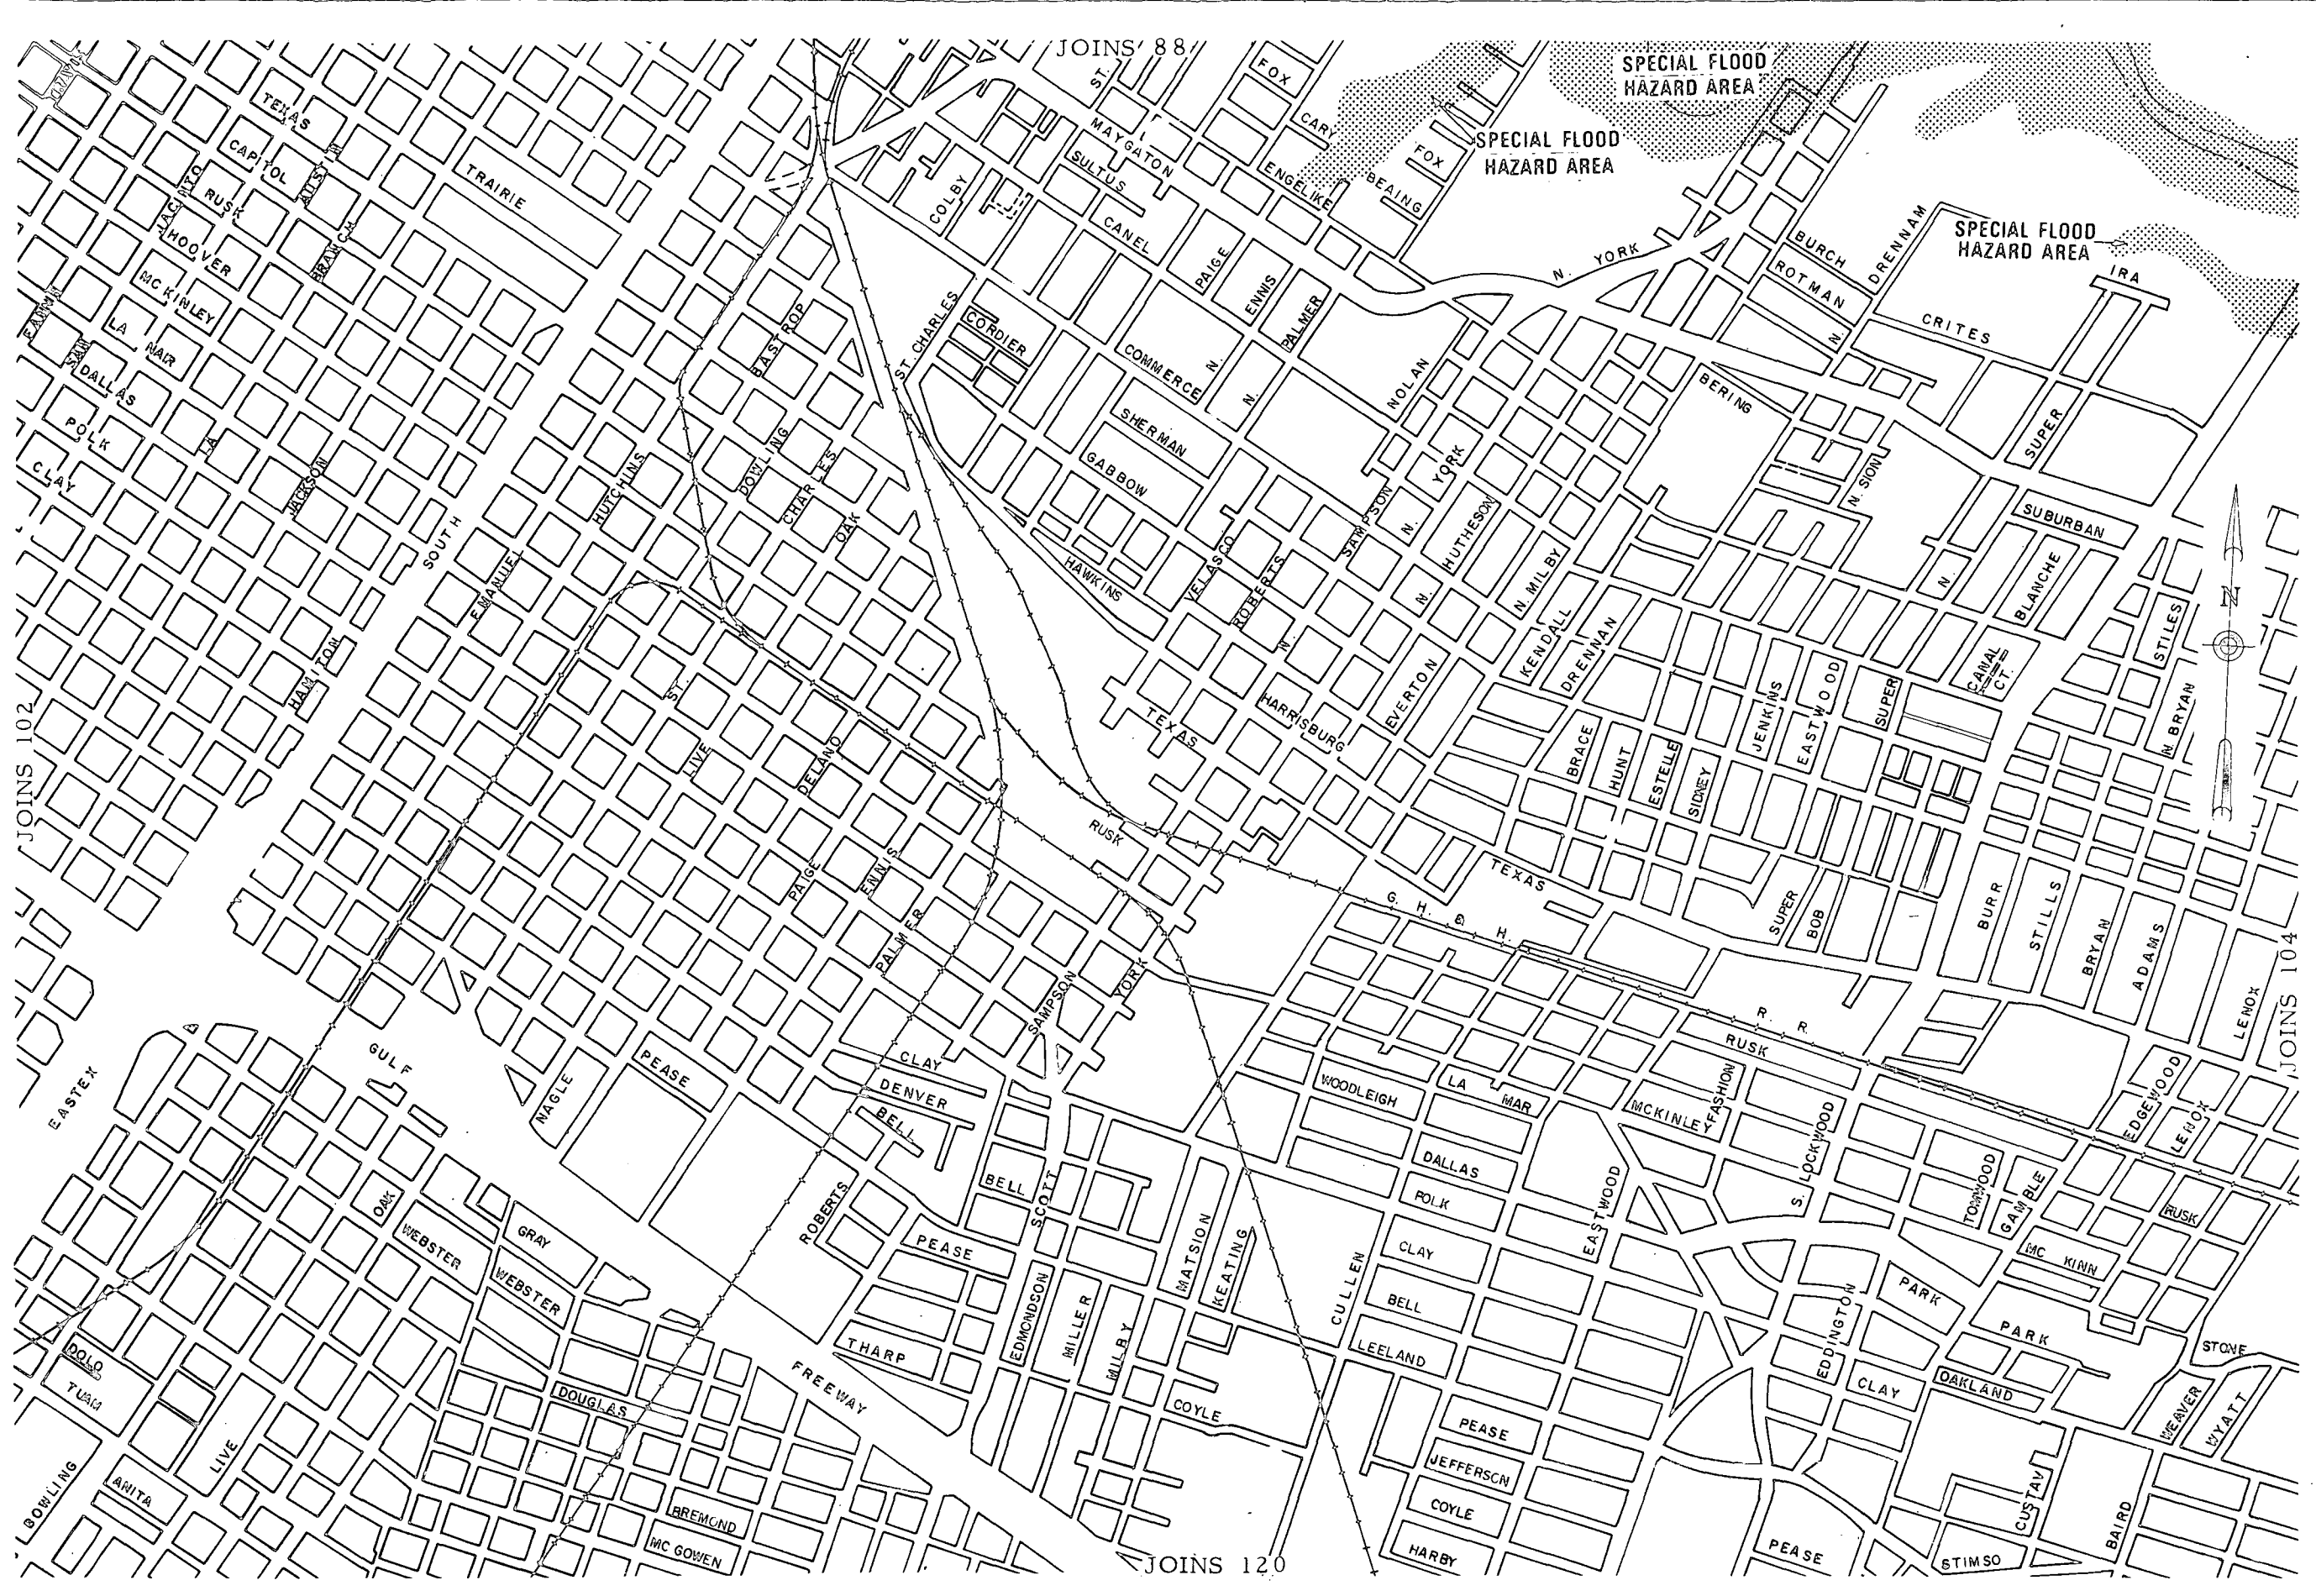 JOINS 88
SPECIAL FLOOD
HAZARD AREA
SPECIAL FLOOD
HAZARD AREA
SPECIAL FLOOD
HAZARD AREA
TEXAS
CAPITOL
RUSK
HOOVER
MC KINLEY
LA
NAR
DALLAS
POLK
CLAY
AUSTIN
BRANCH
TRAIRIE
LA
JACKSON
SOUTH
EMANUEL
HUTCHINS
HAMITON
ST.
LIVE
DELANO
BASTROP
DOWLING
CHARLES
OAK
ST. CHARLES
COLBY
ST.
MAYGATON
SULTUS
CANEL
FOX
CARY
ENGELIKE
FOX
BEAING
PAIGE
ENNIS
PALMER
N.
N.
CORDIER
COMMERCE
SHERMAN
GABBOW
HAWKINS
VELASCO
ROBERTS
N.
SAMPSON
N.
NOLAN
YORK
N.
HUTHESON
N. MILBY
KENDALL
DRENNAN
EVERTON
HARRISBURG
TEXAS
RUSK
N. YORK
BURCH
ROTMAN
DRENNAM
N.
CRITES
IRA
BERING
SUPER
N. SION
SUBURBAN
BLANCHE
N.
CANAL
CT.
STILES
N. BRYAN
N
BRACE
HUNT
ESTELLE
SIDNEY
JENKINS
EASTWOOD
SUPER
TEXAS
SUPER
BOB
BURR
STILLS
BRYAN
ADAMS
LENOX
JOINS 102
JOINS 104
G. H. & H. R. R.
RUSK
PAIGE
ENNIS
PALMER
SAMPSON
YORK
EASTEX
GULF
FREEWAY
NAGLE
PEASE
CLAY
DENVER
BELL
BELL
SCOTT
ROBERTS
PEASE
THARP
EDMONDSON
MILLER
MILBY
MATSION
KEATING
COYLE
CULLEN
WOODLEIGH
LA MAR
DALLAS
POLK
CLAY
BELL
LEELAND
PEASE
JEFFERSON
COYLE
HARBY
EASTWOOD
MCKINLEY
FASHION
S. LOCKWOOD
EDGEWOOD
LENOX
TOMWOOD
GAMBLE
RUSK
MC KINN
PARK
PARK
EDDINGTON
CLAY
OAKLAND
STONE
WEAVER
WYATT
CUSTAV
BAIRD
PEASE
STIMSO
OAK
WEBSTER
GRAY
WEBSTER
DOUGLAS
BREMOND
MC GOWEN
DOLO
TUAM
LIVE
ANITA
BOWLING
JOINS 120